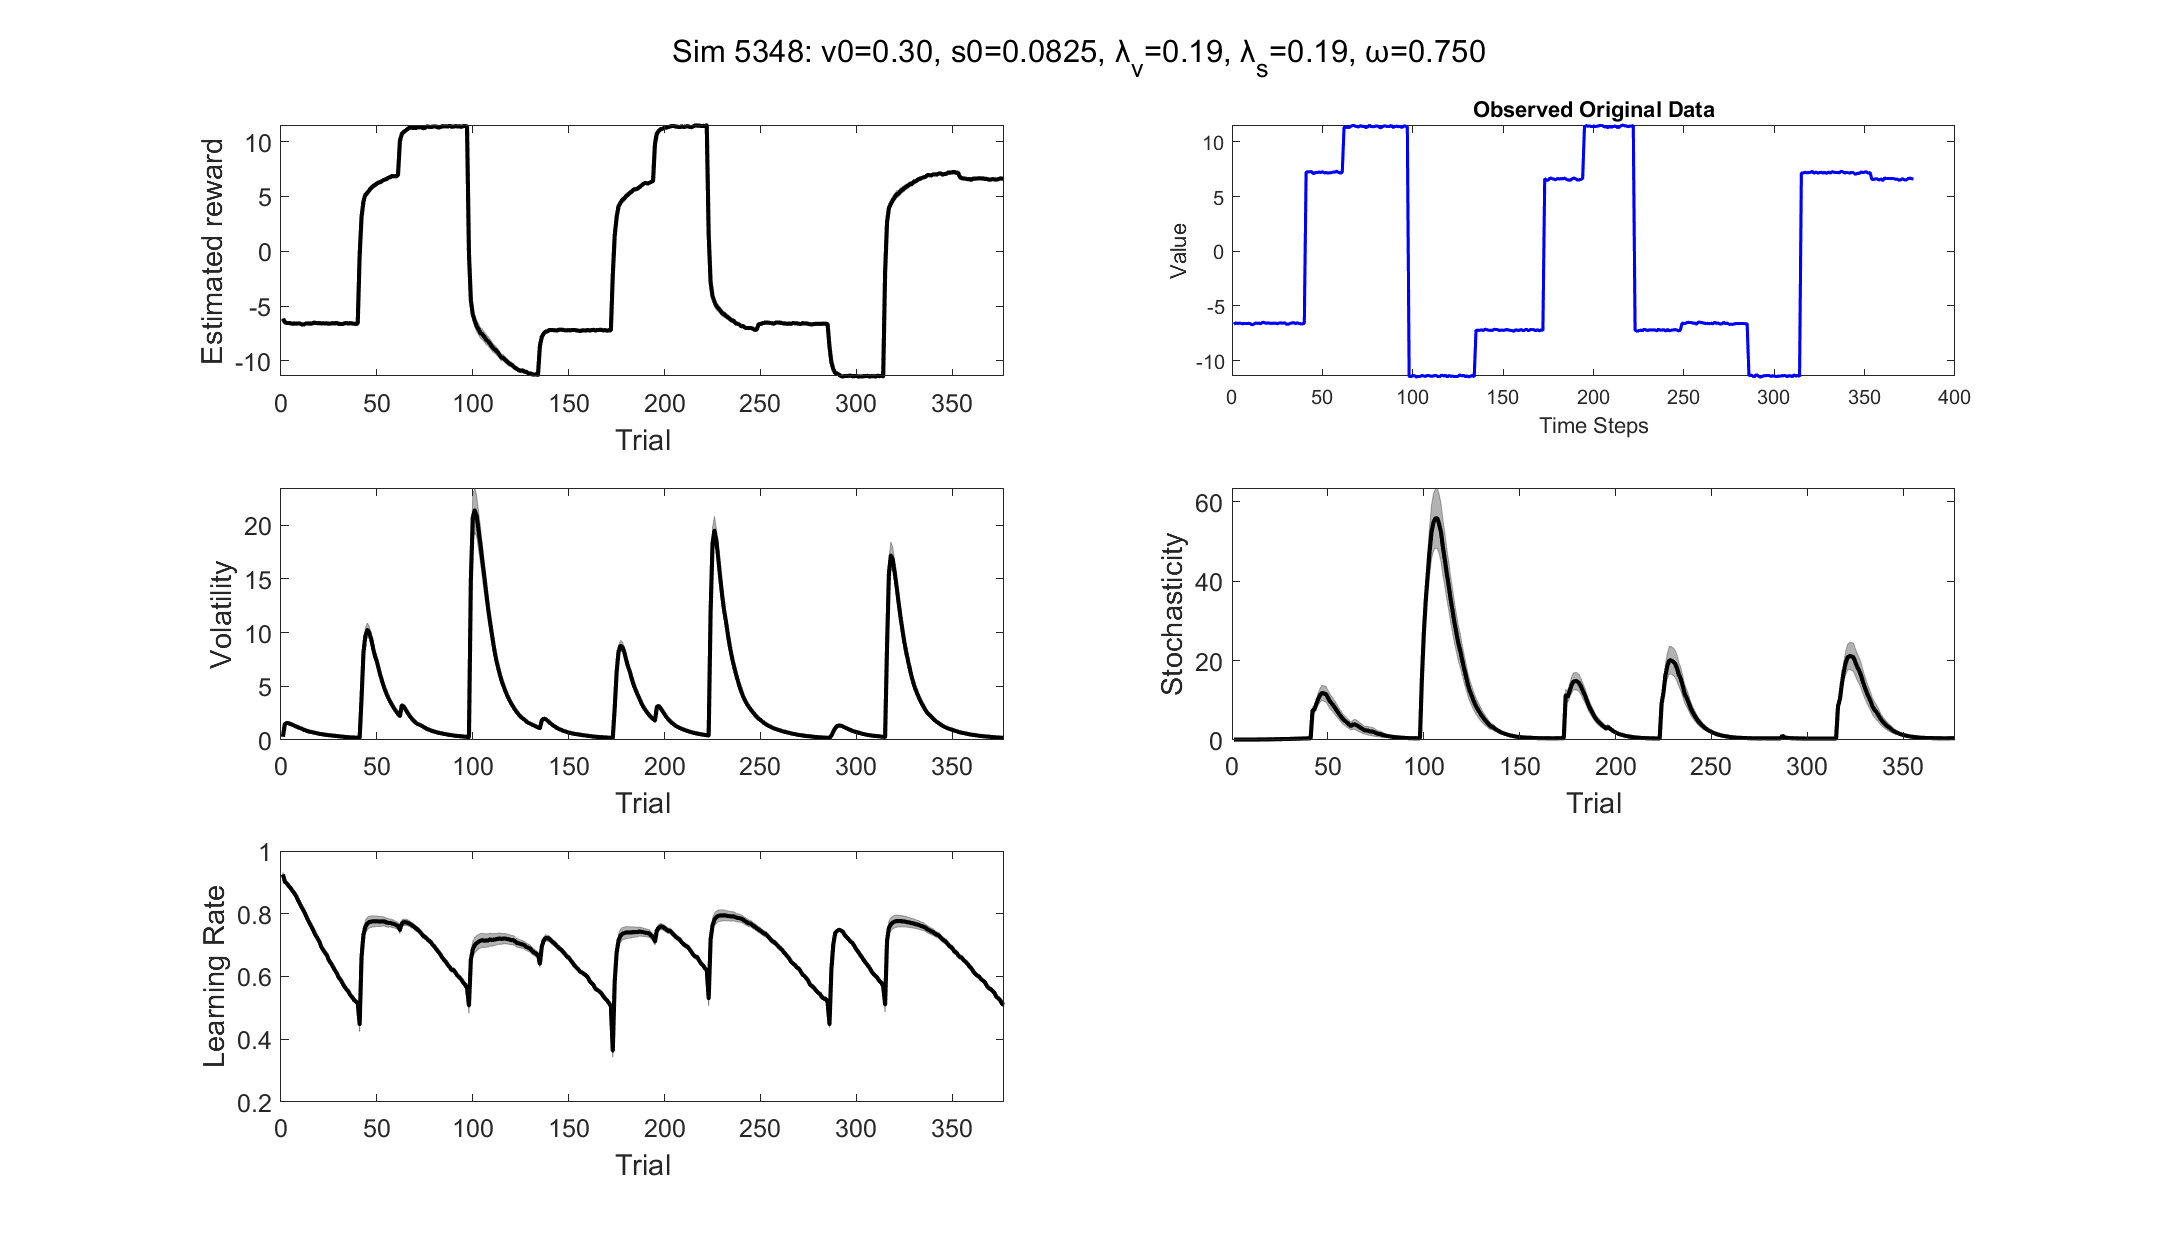 Sim 5348: v0=0.30, s0=0.0825, λv=0.19, λs=0.19, ω=0.750
Estimated reward
10
5
0
-5
-10
0 50 100 150 200 250 300 350
Trial
Observed Original Data
Value
10
5
0
-5
-10
0 50 100 150 200 250 300 350 400
Time Steps
Volatility
20
15
10
5
0
0 50 100 150 200 250 300 350
Trial
Stochasticity
60
40
20
0
0 50 100 150 200 250 300 350
Trial
Learning Rate
1
0.8
0.6
0.4
0.2
0 50 100 150 200 250 300 350
Trial